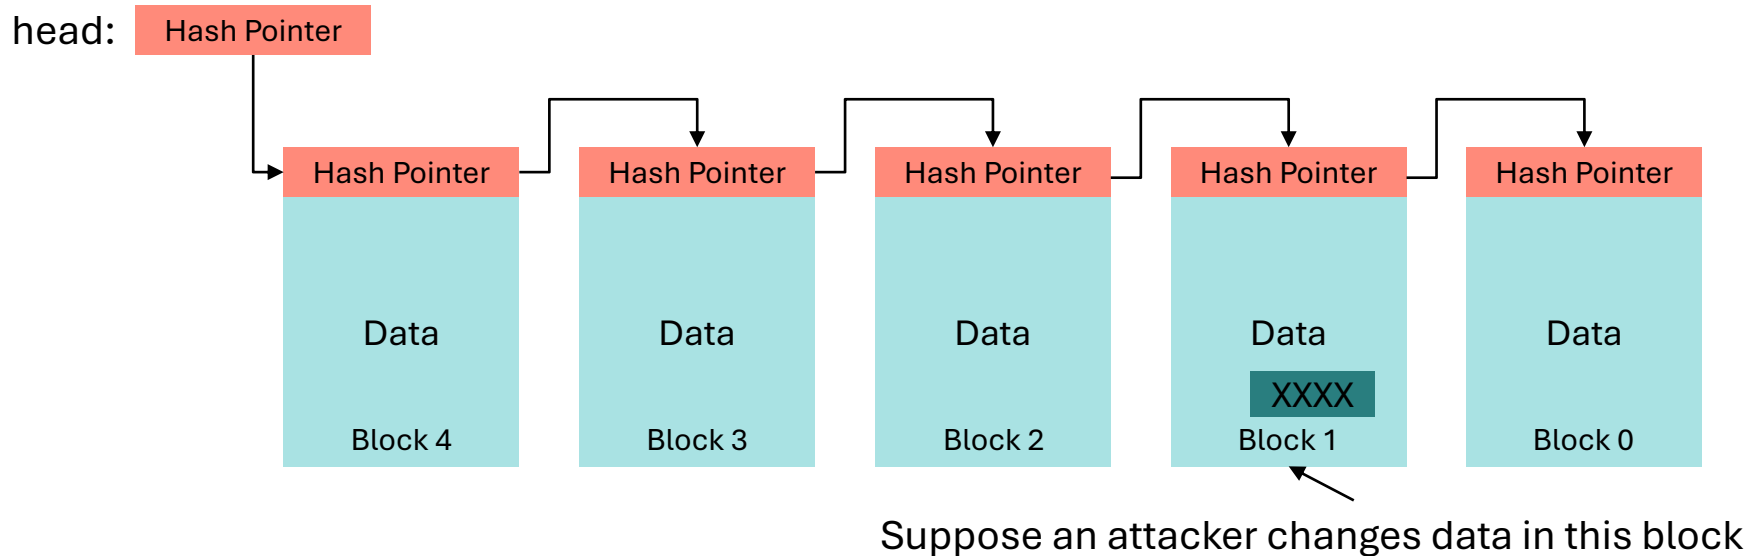 head:
Hash Pointer
Hash Pointer
Hash Pointer
Hash Pointer
Hash Pointer
Hash Pointer
Data
Data
Data
Data
Data
XXXX
Block 4
Block 3
Block 2
Block 1
Block 0
Suppose an attacker changes data in this block